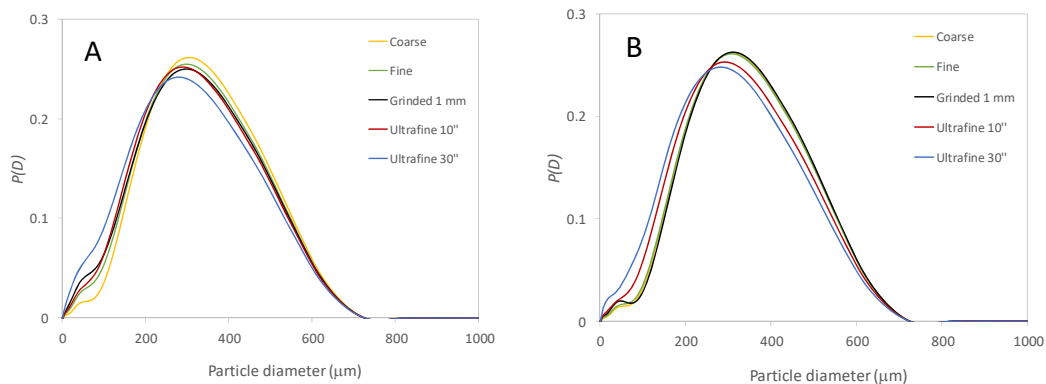 A
0.3
0.2
0.1
0
P(D)
0
200
400
600
800
1000
Particle diameter (μm)
Coarse
Fine
Grinded 1 mm
Ultrafine 10"
Ultrafine 30"
B
0.3
0.2
0.1
0
P(D)
0
200
400
600
800
1000
Particle diameter (μm)
Coarse
Fine
Grinded 1 mm
Ultrafine 10"
Ultrafine 30"